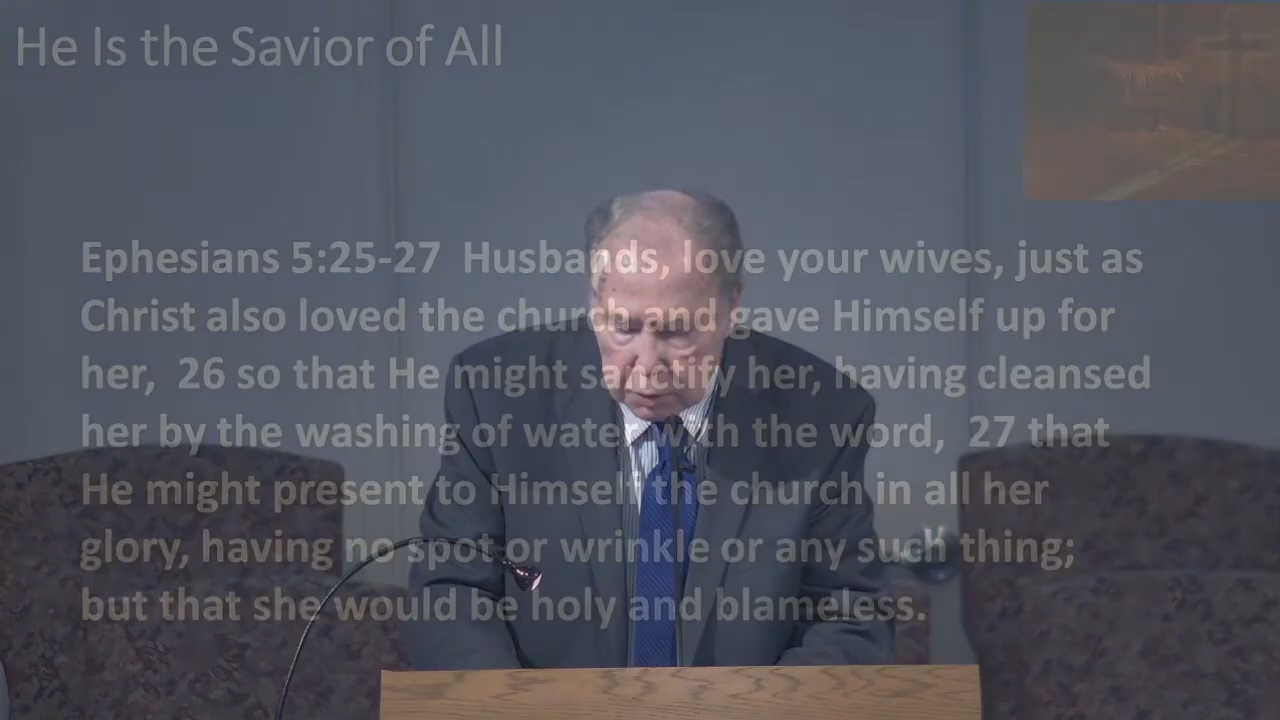 He Is the Savior of All
Ephesians 5:25-27 Husbands, love your wives, just as
Christ also loved the church and gave Himself up for
her, 26 so that He might sanctify her, having cleansed
her by the washing of water with the word, 27 that
He might present to Himself the church in all her
glory, having no spot or wrinkle or any such thing;
but that she would be holy and blameless.